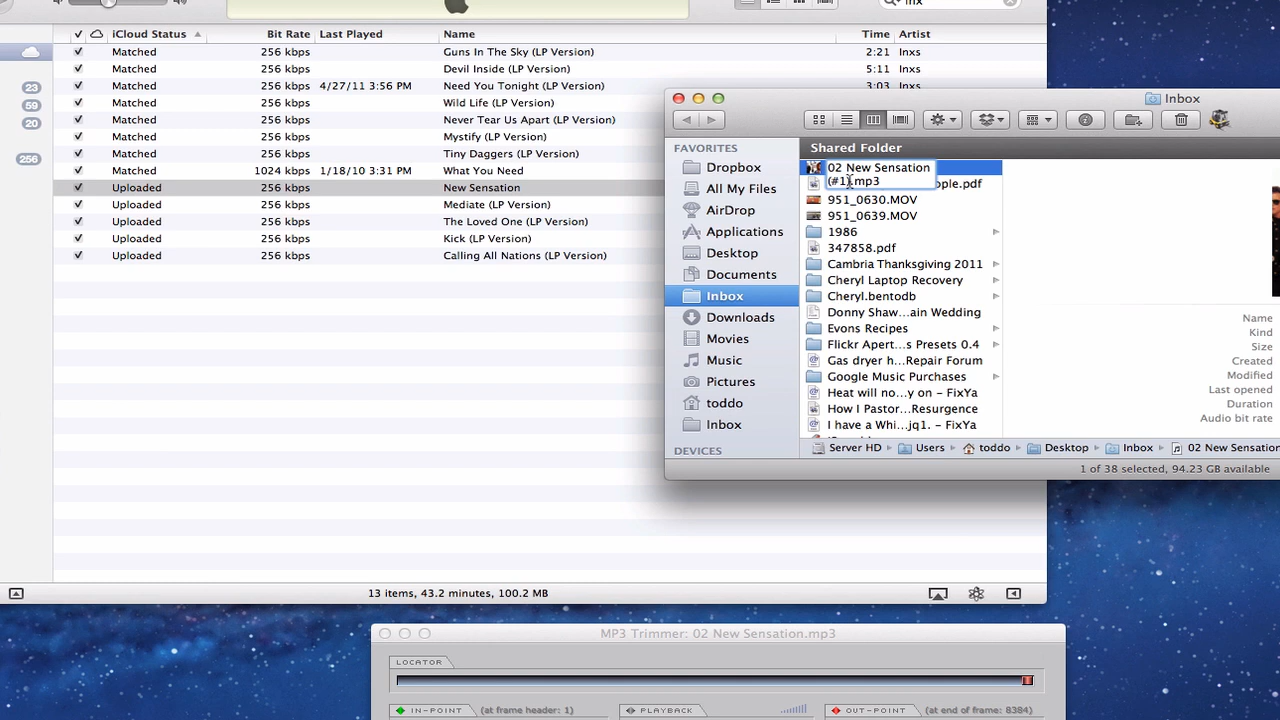 inx
iCloud Status Bit Rate Last Played Name Time Artist
Matched 256 kbps Guns In The Sky (LP Version) 2:21 Inxs
Matched 256 kbps Devil Inside (LP Version) 5:11 Inxs
Matched 256 kbps 4/27/11 3:56 PM Need You Tonight (LP Version) 3:03 Inxs
Matched 256 kbps Wild Life (LP Version)
Matched 256 kbps Never Tear Us Apart (LP Version)
Matched 256 kbps Mystify (LP Version)
Matched 256 kbps Tiny Daggers (LP Version)
Matched 1024 kbps 1/18/10 3:31 PM What You Need
Uploaded 256 kbps New Sensation
Uploaded 256 kbps Mediate (LP Version)
Uploaded 256 kbps The Loved One (LP Version)
Uploaded 256 kbps Kick (LP Version)
Uploaded 256 kbps Calling All Nations (LP Version)
23
59
20
256
13 items, 43.2 minutes, 100.2 MB
Inbox
FAVORITES
Dropbox
All My Files
AirDrop
Applications
Desktop
Documents
Inbox
Downloads
Movies
Music
Pictures
toddo
Inbox
DEVICES
Shared Folder
02 New Sensation
(#1).mp3
ople.pdf
951_0630.MOV
951_0639.MOV
1986
347858.pdf
Cambria Thanksgiving 2011
Cheryl Laptop Recovery
Cheryl.bentodb
Donny Shaw...ain Wedding
Evons Recipes
Flickr Apert...s Presets 0.4
Gas dryer h...Repair Forum
Google Music Purchases
Heat will no...y on - FixYa
How I Pastor...Resurgence
I have a Whi...jq1. - FixYa
Name
Kind
Size
Created
Modified
Last opened
Duration
Audio bit rate
Server HD Users toddo Desktop Inbox 02 New Sensation
1 of 38 selected, 94.23 GB available
MP3 Trimmer: 02 New Sensation.mp3
LOCATOR
IN-POINT (at frame header: 1) PLAYBACK OUT-POINT (at end of frame: 8384)